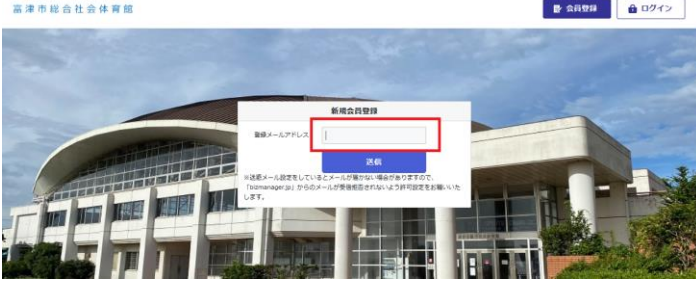 富津市総合社会体育館
会員登録
ログイン
新規会員登録
登録メールアドレス
送信
※迷惑メール設定をしているとメールが届かない場合がありますので、
「bizmanager.jp」からのメールが受信拒否されないよう許可設定をお願いいた
します。